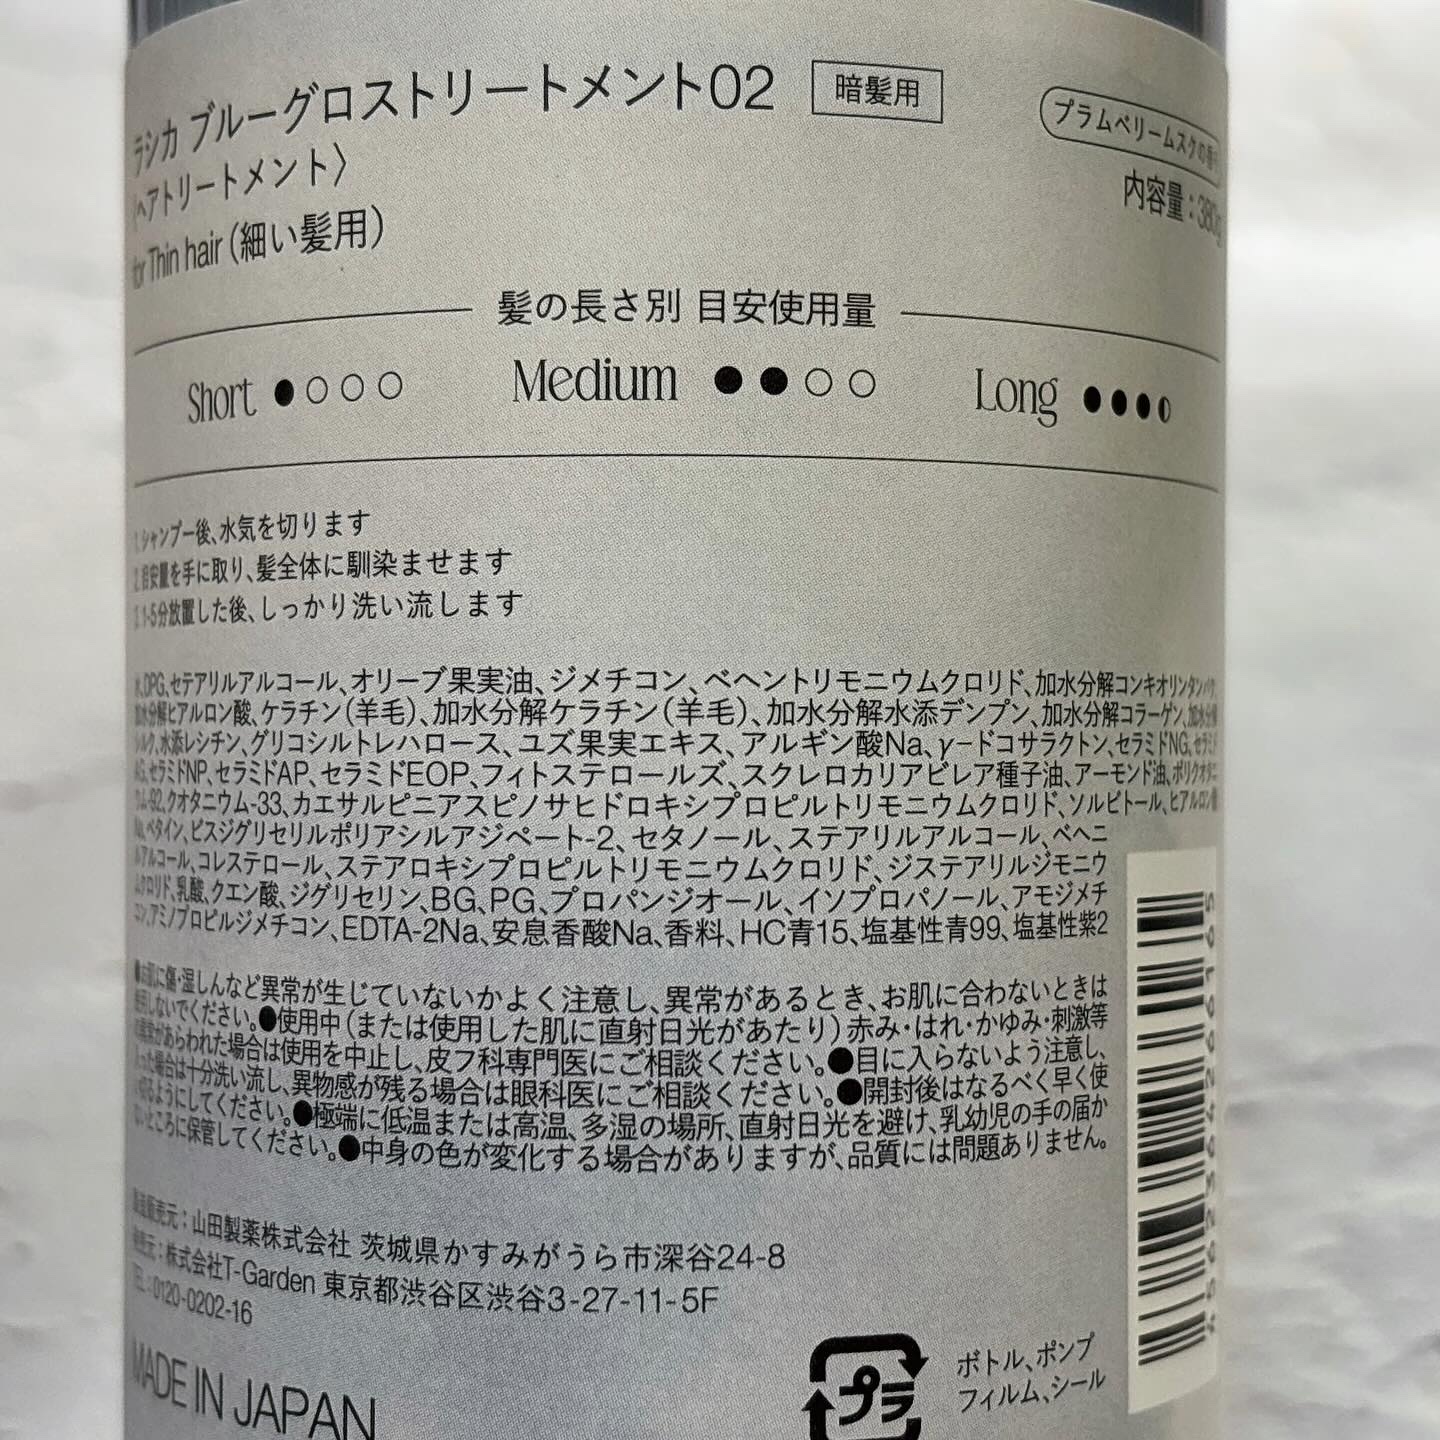 ラシカ ブルーグロストリートメント02 暗髪用
プラムベリームスクの香り
〈ヘアトリートメント〉
内容量：380g
for Thin hair (細い髪用)
髪の長さ別 目安使用量
Short ●○○○ Medium ●●○○ Long ●●●◐
1. シャンプー後、水気を切ります
2. 目安量を手に取り、髪全体に馴染ませます
3. 1-5分放置した後、しっかり洗い流します
水、DPG、セテアリルアルコール、オリーブ果実油、ジメチコン、ベヘントリモニウムクロリド、加水分解コンキオリンタンパク、
加水分解ヒアルロン酸、ケラチン（羊毛）、加水分解ケラチン（羊毛）、加水分解水添デンプン、加水分解コラーゲン、加水分解
シルク、水添レシチン、グリコシルトレハロース、ユズ果実エキス、アルギン酸Na、γ-ドコサラクトン、セラミドNG、セラミド
AG、セラミドNP、セラミドAP、セラミドEOP、フィトステロールズ、スクレロカリアビレア種子油、アーモンド油、ポリクオタニ
ウム-92、クオタニウム-33、カエサルピニアスピノサヒドロキシプロピルトリモニウムクロリド、ソルビトール、ヒアルロン酸
Na、ベタイン、ビスジグリセリルポリアシルアジペート-2、セタノール、ステアリルアルコール、ベヘニ
ルアルコール、コレステロール、ステアロキシプロピルトリモニウムクロリド、ジステアリルジモニウ
ムクロリド、乳酸、クエン酸、ジグリセリン、BG、PG、プロパンジオール、イソプロパノール、アモジメチ
コン、アミノプロピルジメチコン、EDTA-2Na、安息香酸Na、香料、HC青15、塩基性青99、塩基性紫2
●お肌に傷・湿しんなど異常が生じていないかよく注意し、異常があるとき、お肌に合わないときは
使用しないでください。●使用中（または使用した肌に直射日光があたり）赤み・はれ・かゆみ・刺激等
の異常があらわれた場合は使用を中止し、皮フ科専門医にご相談ください。●目に入らないよう注意し、
入った場合は十分洗い流し、異物感が残る場合は眼科医にご相談ください。●開封後はなるべく早く使
い切るようにしてください。●極端に低温または高温、多湿の場所、直射日光を避け、乳幼児の手の届か
ないところに保管してください。●中身の色が変化する場合がありますが、品質には問題ありません。
製造販売元：山田製薬株式会社 茨城県かすみがうら市深谷24-8
発売元：株式会社T-Garden 東京都渋谷区渋谷3-27-11-5F
TEL：0120-0202-16
MADE IN JAPAN
プラ
ボトル、ポンプ
フィルム、シール